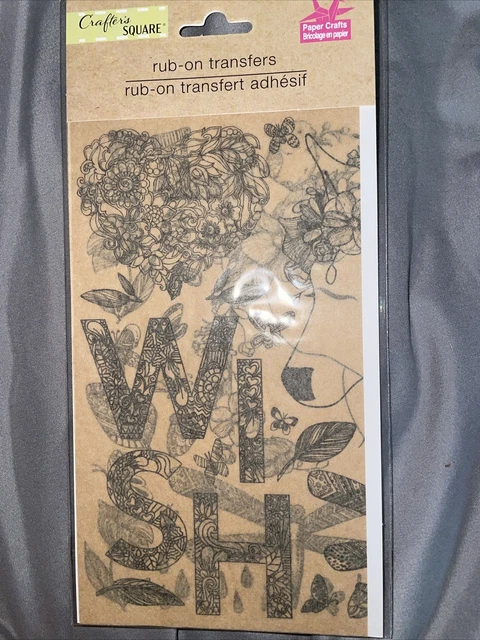 Crafter's
SQUARE
Paper Crafts
Bricolage en papier
rub-on transfers
rub-on transfert adhésif
WI
SH